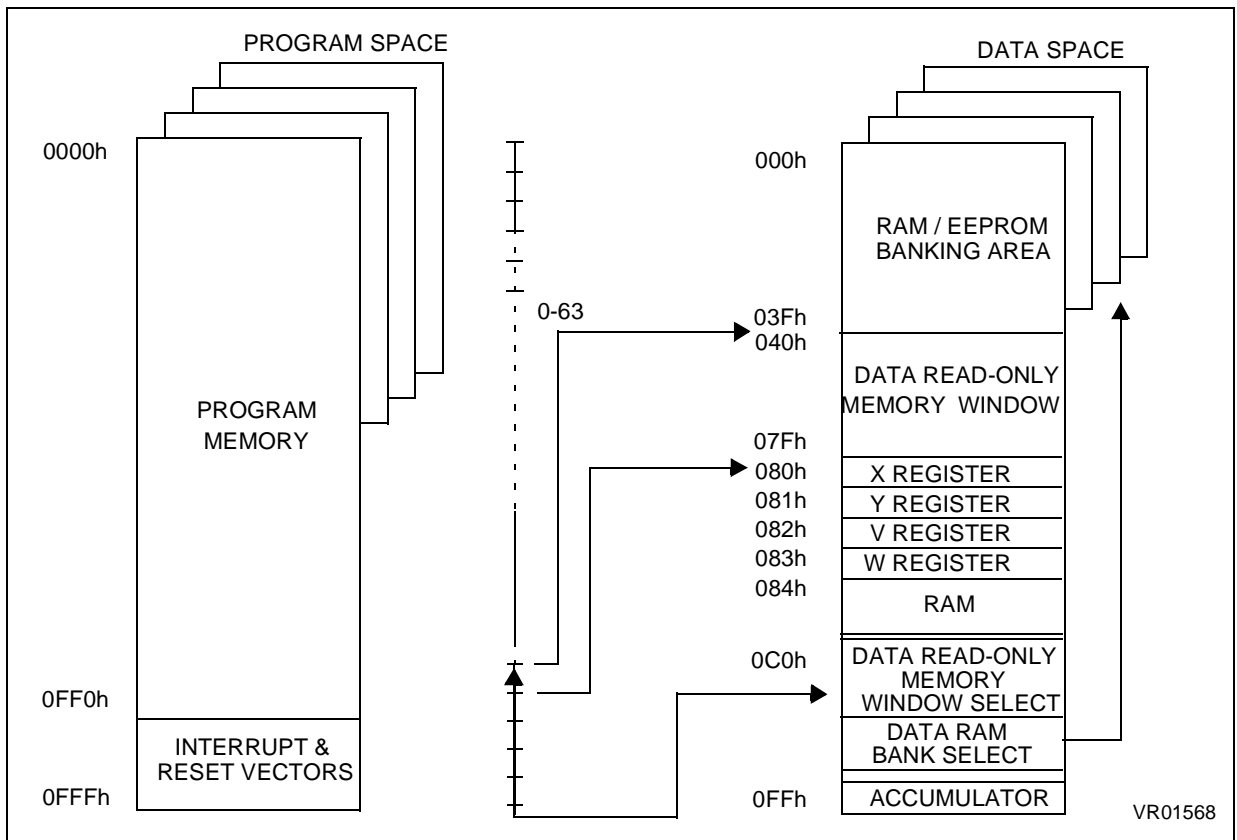 PROGRAM SPACE
0000h
PROGRAM
MEMORY
0FF0h
INTERRUPT &
RESET VECTORS
0FFFh
0-63
DATA SPACE
000h
RAM / EEPROM
BANKING AREA
03Fh
040h
DATA READ-ONLY
MEMORY WINDOW
07Fh
080h
X REGISTER
081h
Y REGISTER
082h
V REGISTER
083h
W REGISTER
084h
RAM
0C0h
DATA READ-ONLY
MEMORY
WINDOW SELECT
DATA RAM
BANK SELECT
0FFh
ACCUMULATOR
VR01568